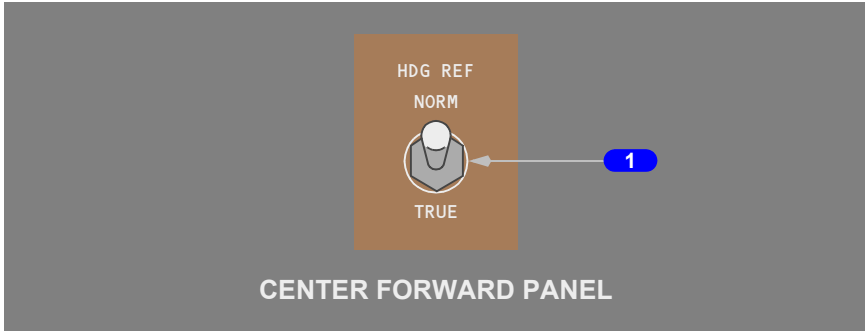 HDG REF
NORM
1
TRUE
CENTER FORWARD PANEL